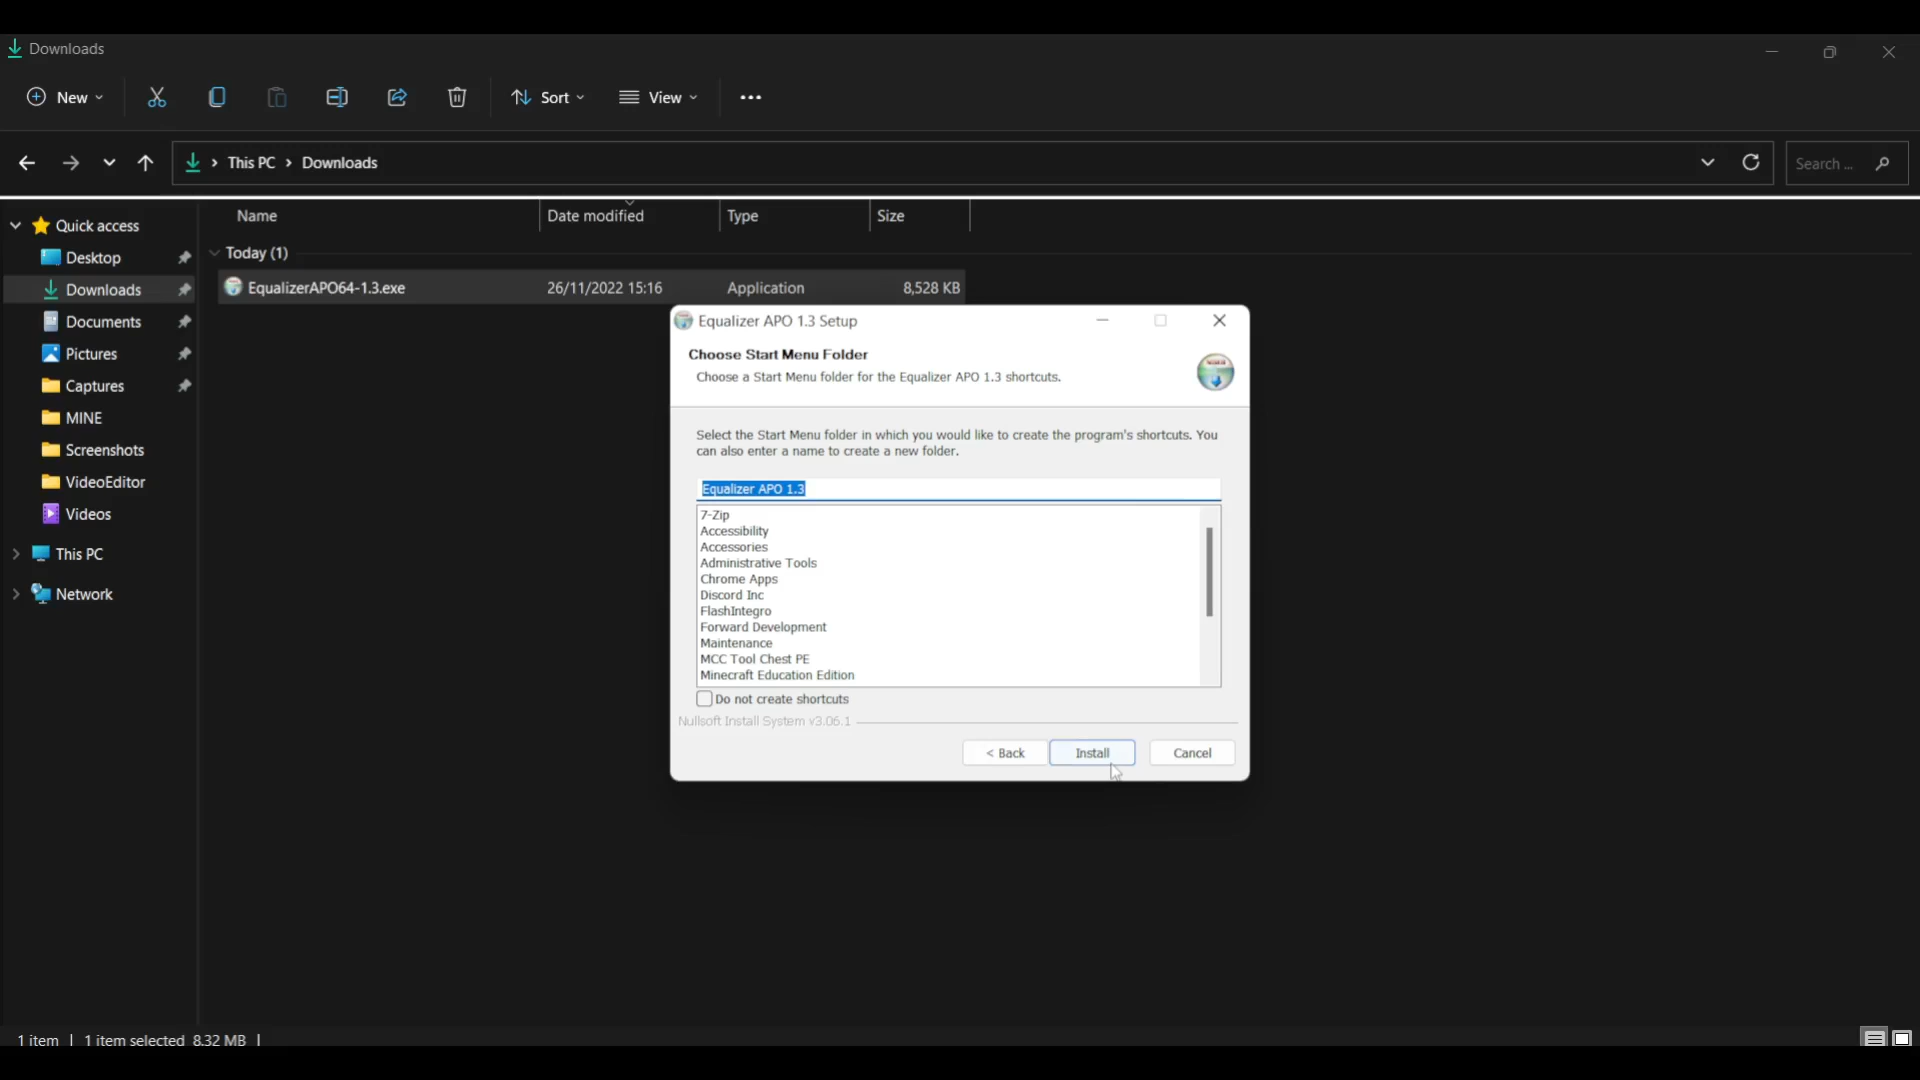 Downloads
New
Sort
View
This PC > Downloads
Search ...
Name
Date modified
Type
Size
Quick access
Desktop
Downloads
Documents
Pictures
Captures
MINE
Screenshots
VideoEditor
Videos
This PC
Network
Today (1)
EqualizerAPO64-1.3.exe 26/11/2022 15:16 Application 8,528 KB
Equalizer APO 1.3 Setup
Choose Start Menu Folder
Choose a Start Menu folder for the Equalizer APO 1.3 shortcuts.
Select the Start Menu folder in which you would like to create the program's shortcuts. You
can also enter a name to create a new folder.
Equalizer APO 1.3
7-Zip
Accessibility
Accessories
Administrative Tools
Chrome Apps
Discord Inc
FlashIntegro
Forward Development
Maintenance
MCC Tool Chest PE
Minecraft Education Edition
Do not create shortcuts
Nullsoft Install System v3.06.1
< Back
Install
Cancel
1 item | 1 item selected 8.32 MB |